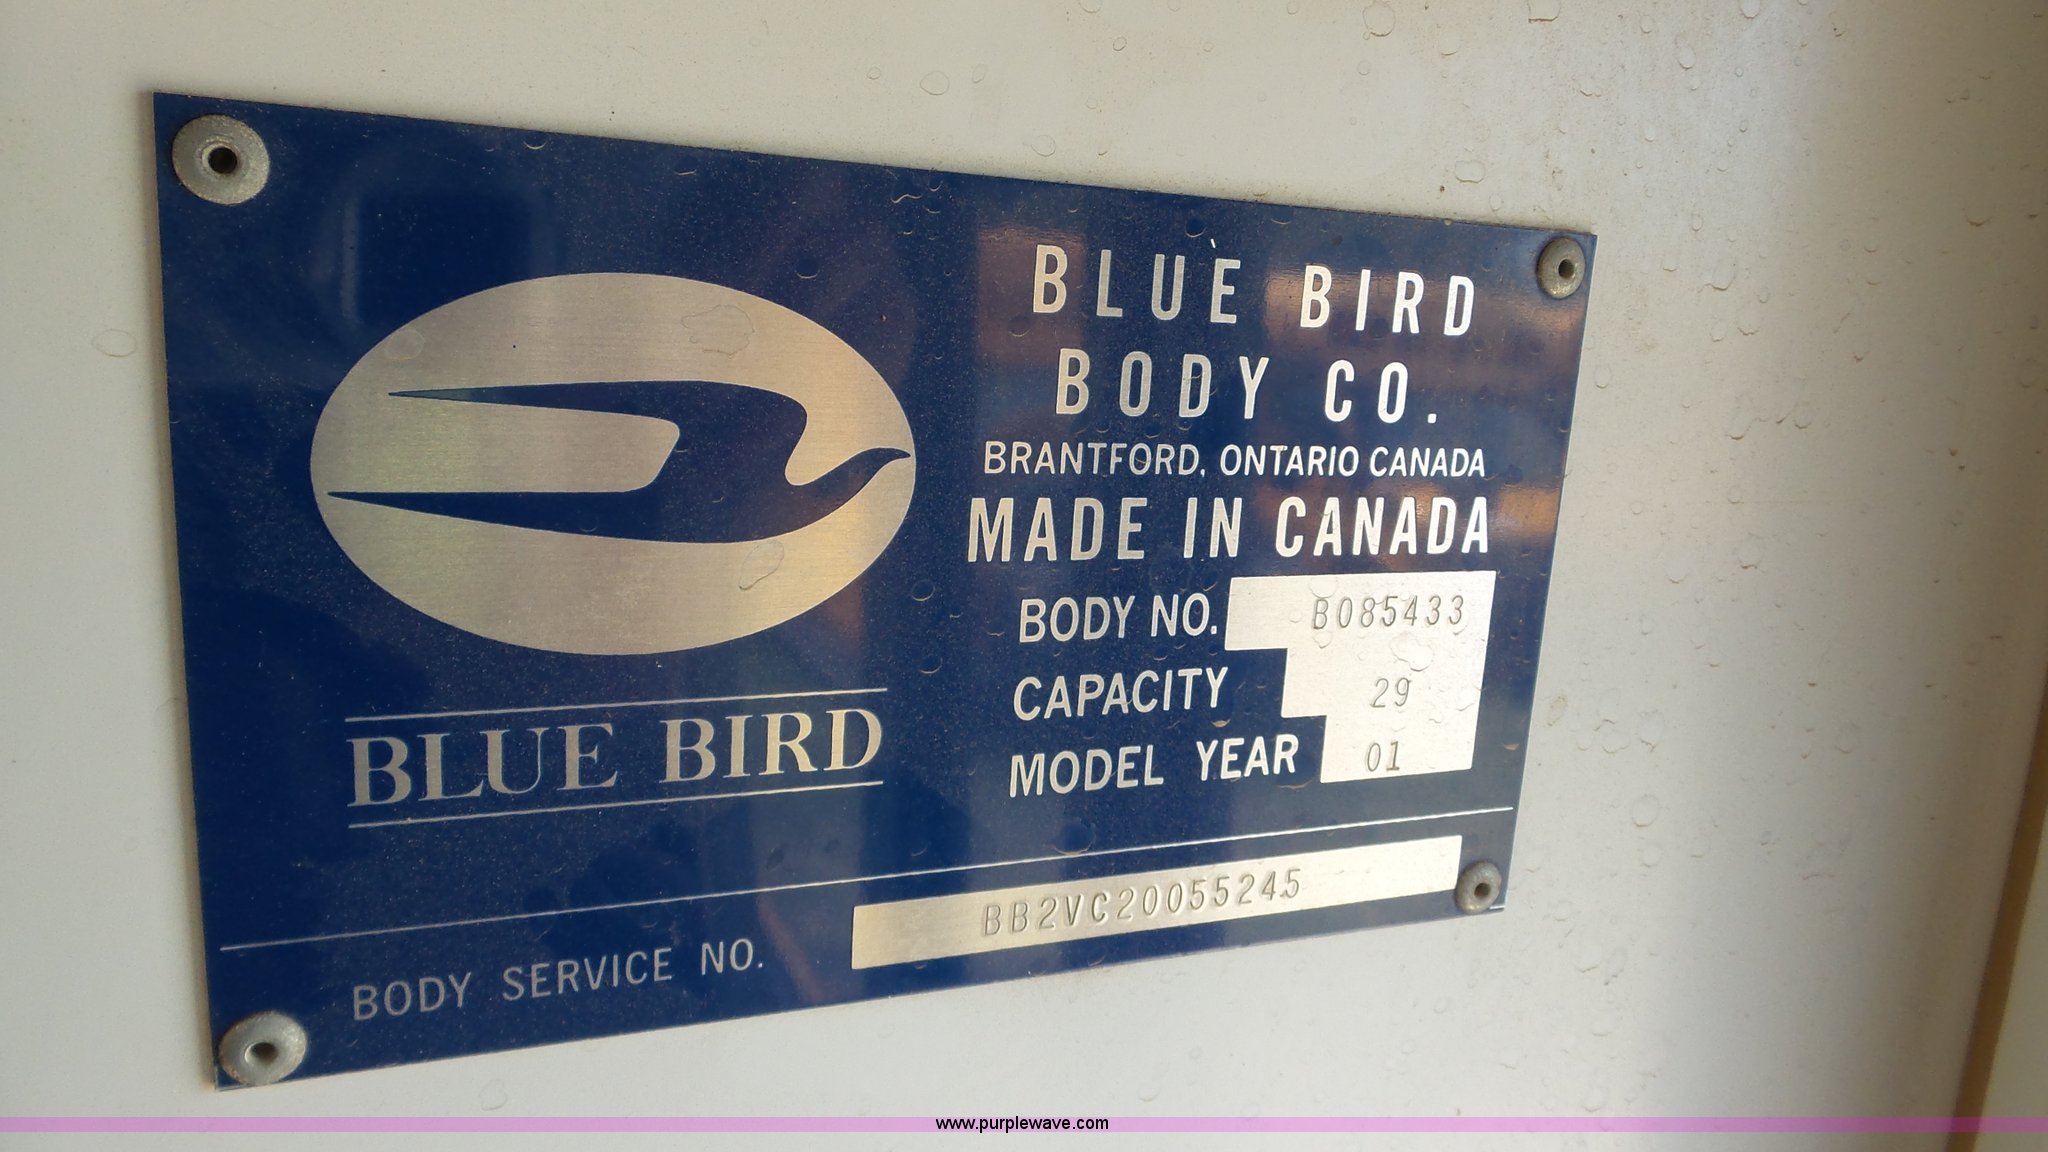 BLUE BIRD
BODY CO.
BRANTFORD, ONTARIO CANADA
MADE IN CANADA
BODY NO. B085433
CAPACITY 29
MODEL YEAR 01
BLUE BIRD
BODY SERVICE NO. BB2VC20055245
www.purplewave.com